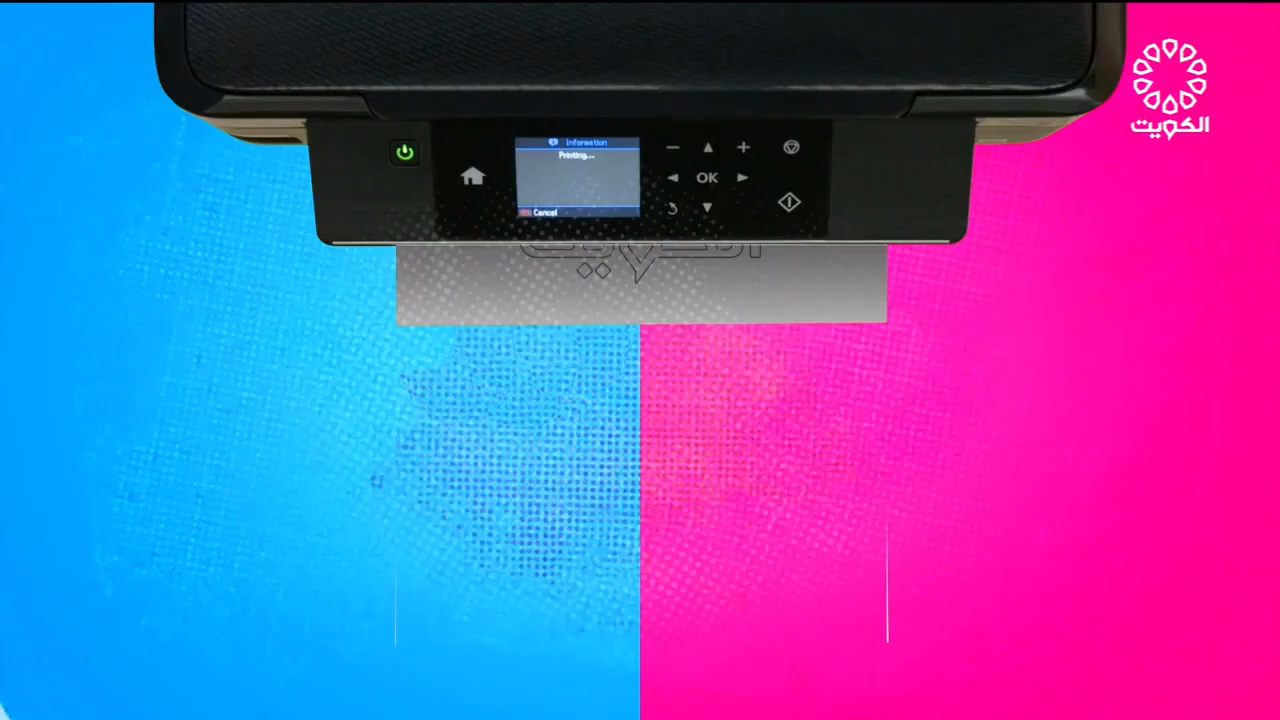 الكويت
Information
Printing...
Cancel
OK